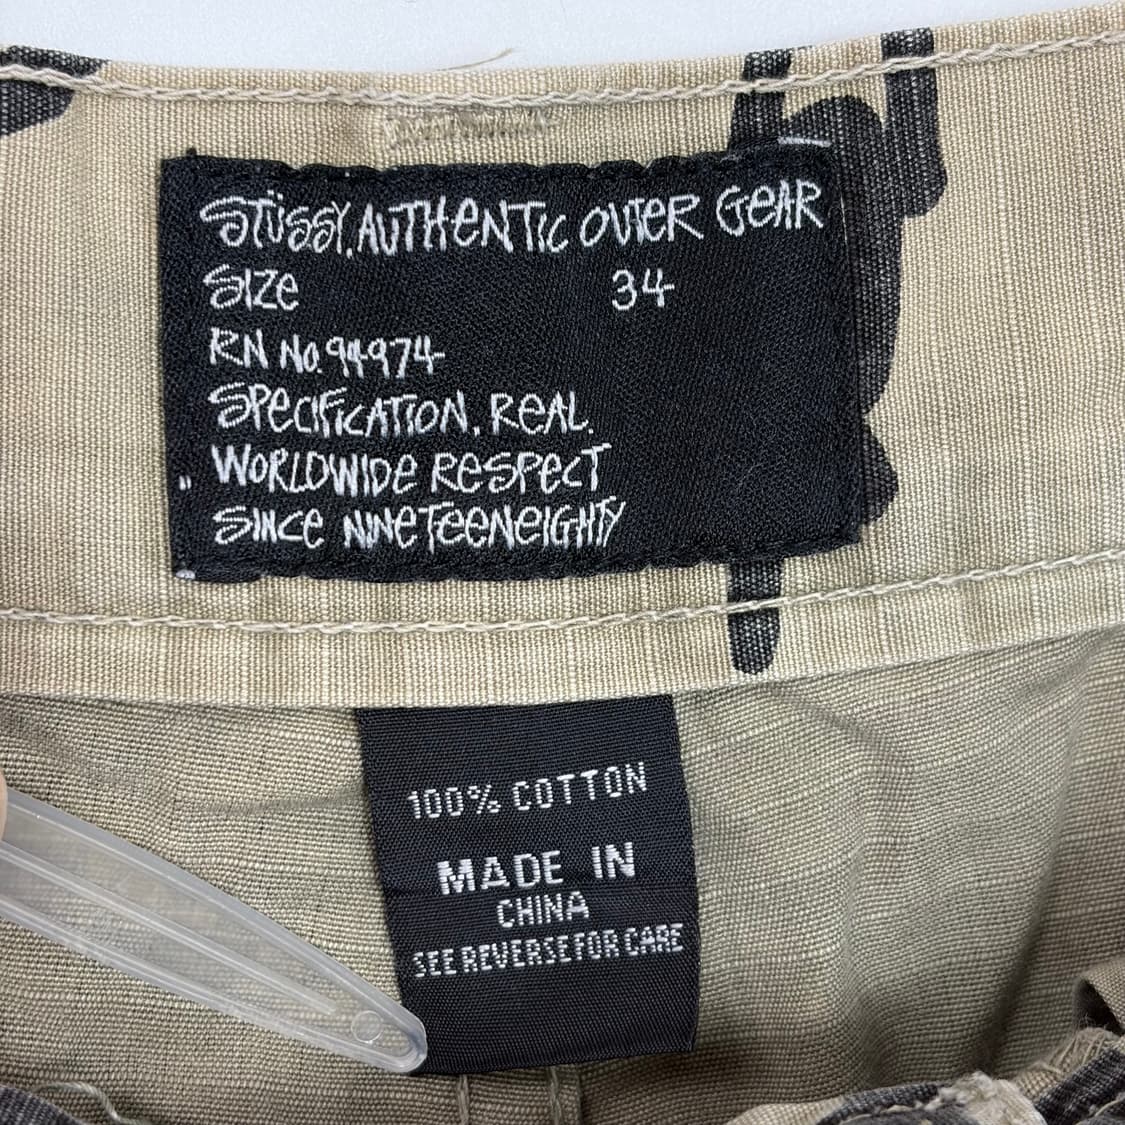 STÜSSY. AUTHENTIC OUTER GEAR
SIZE 34
RN No. 94974
SPECIFICATION. REAL.
WORLDWIDE RESPECT
SINCE NINETEENEIGHTY
100% COTTON
MADE IN
CHINA
SEE REVERSE FOR CARE